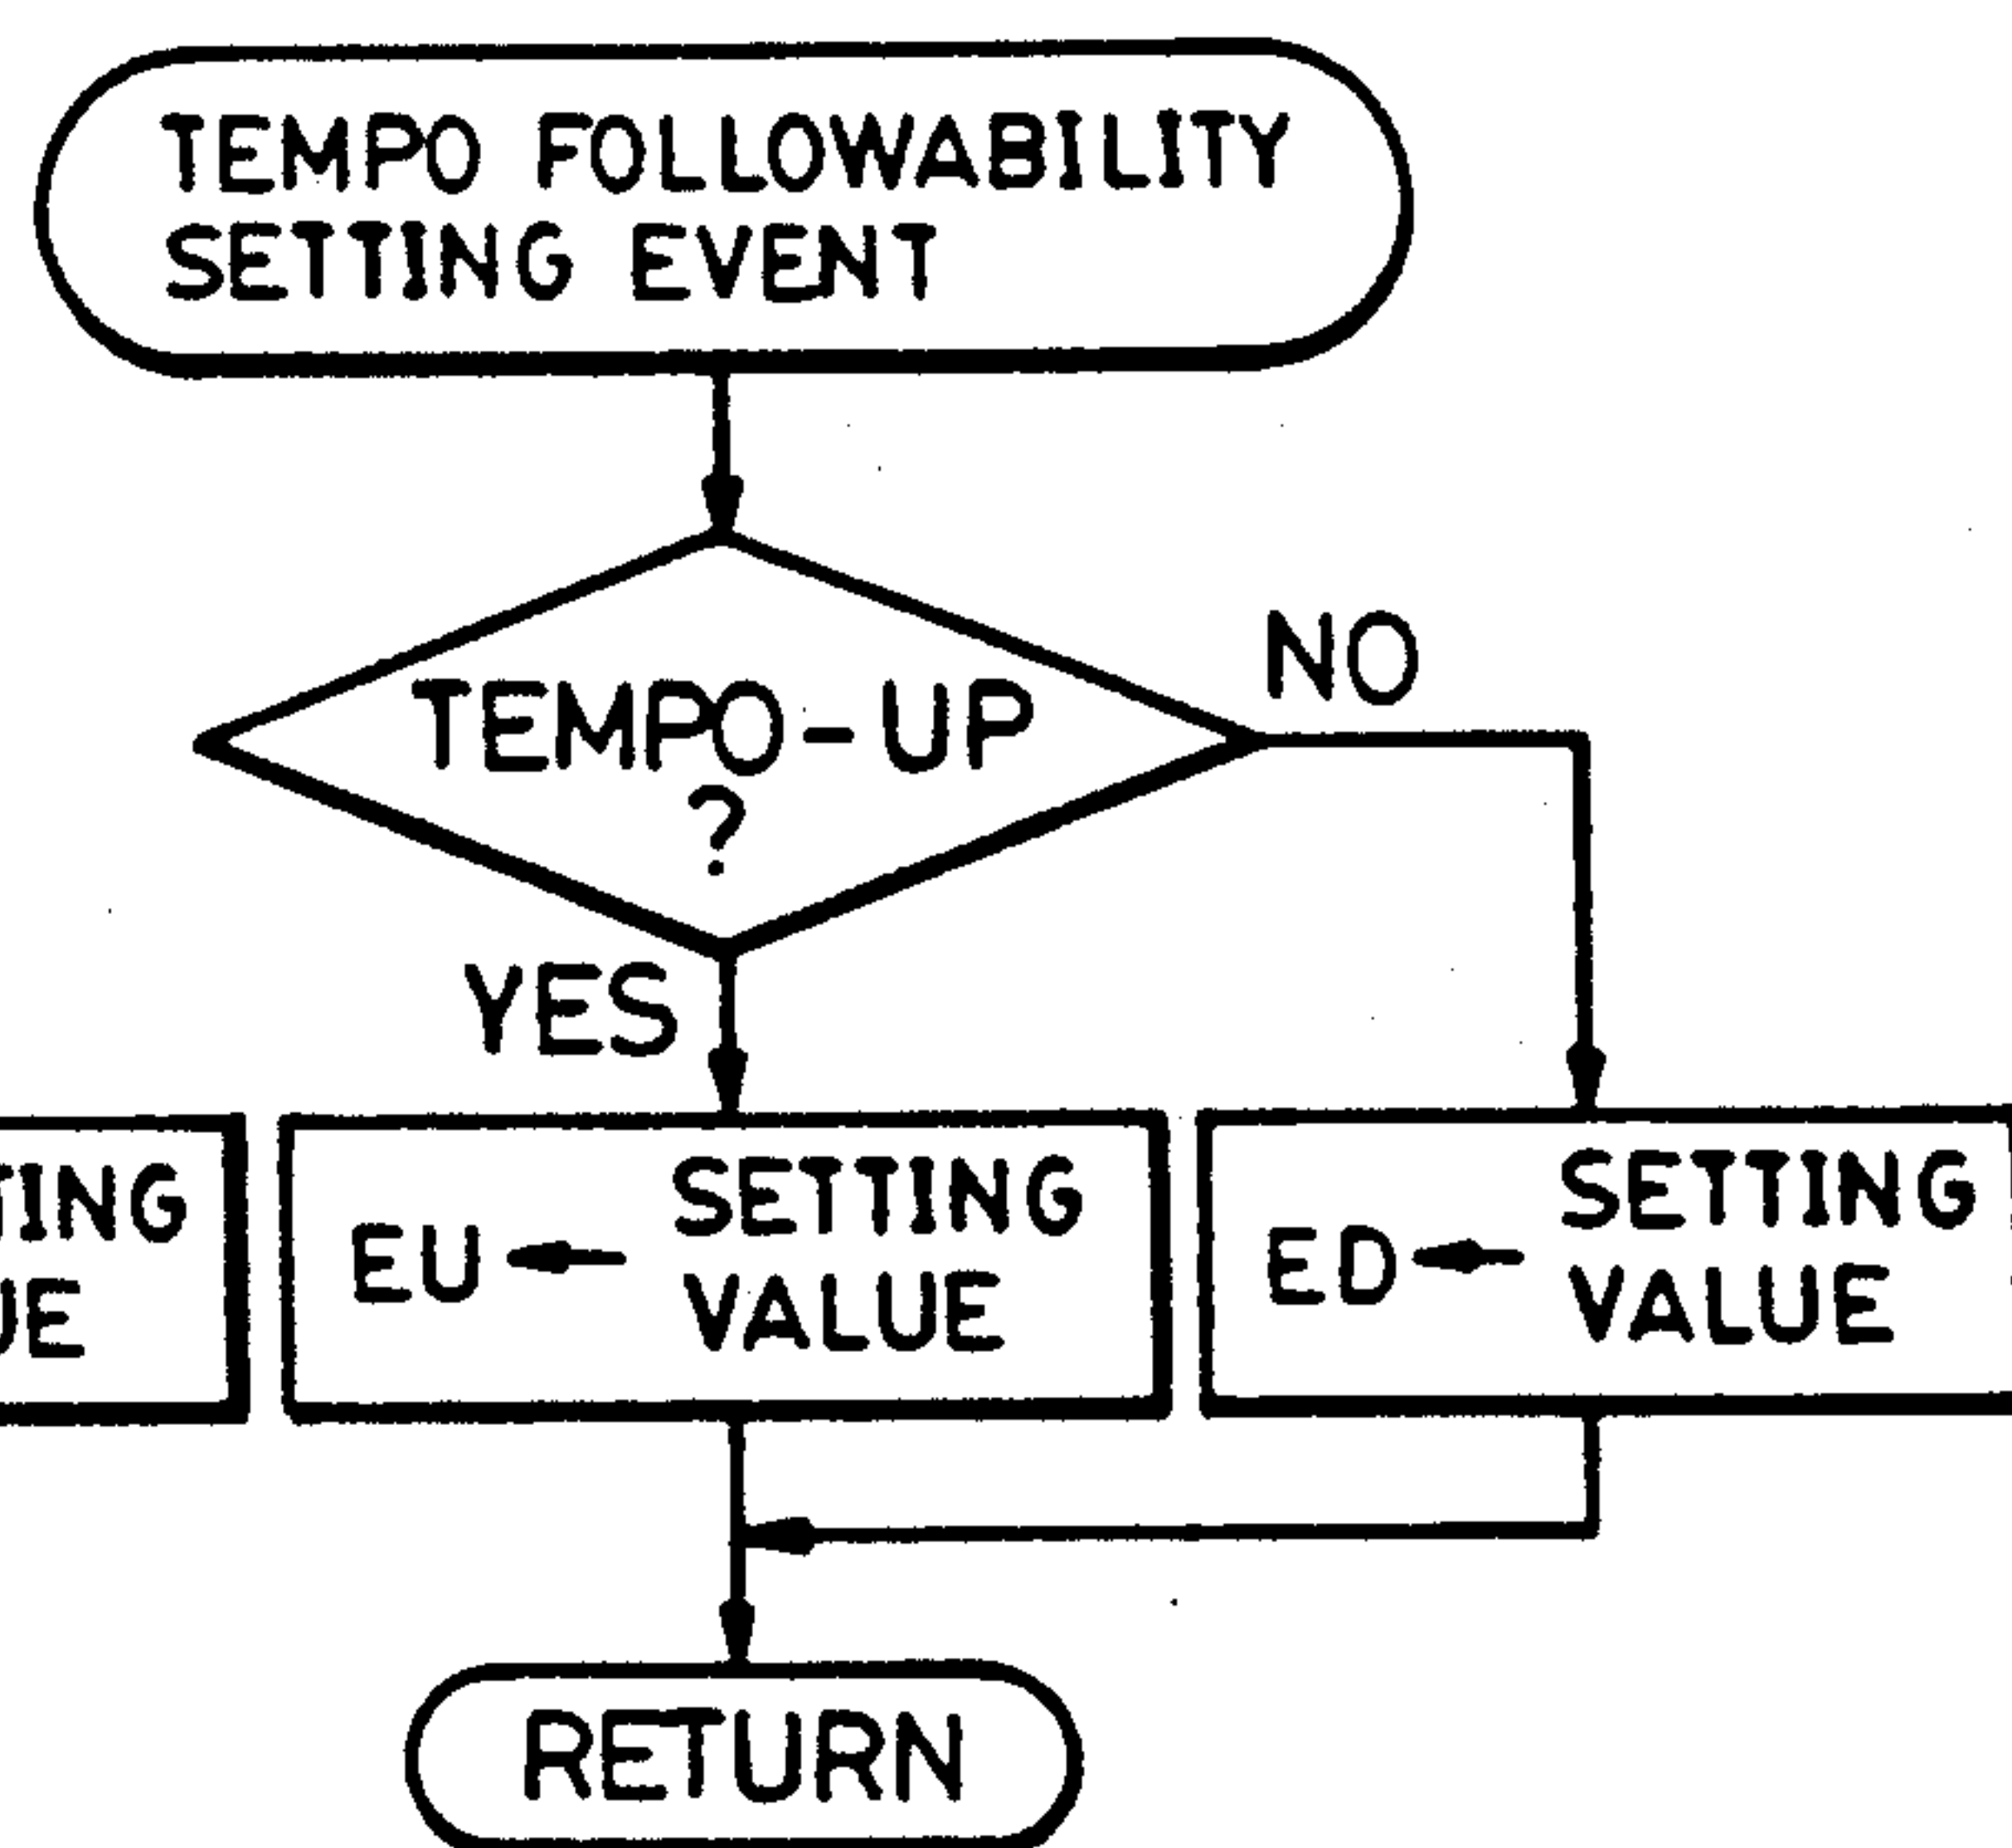 TEMPO FOLLOWABILITY
SETTING EVENT
TEMPO-UP
?
NO
YES
EU ← SETTING
VALUE
ED ← SETTING
VALUE
RETURN